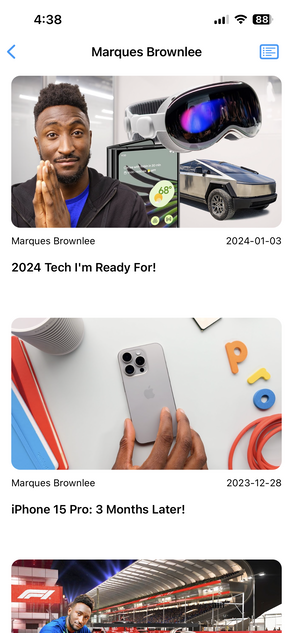 4:38
88
Marques Brownlee
68°
Marques Brownlee 2024-01-03
2024 Tech I'm Ready For!
Marques Brownlee 2023-12-28
iPhone 15 Pro: 3 Months Later!
F1